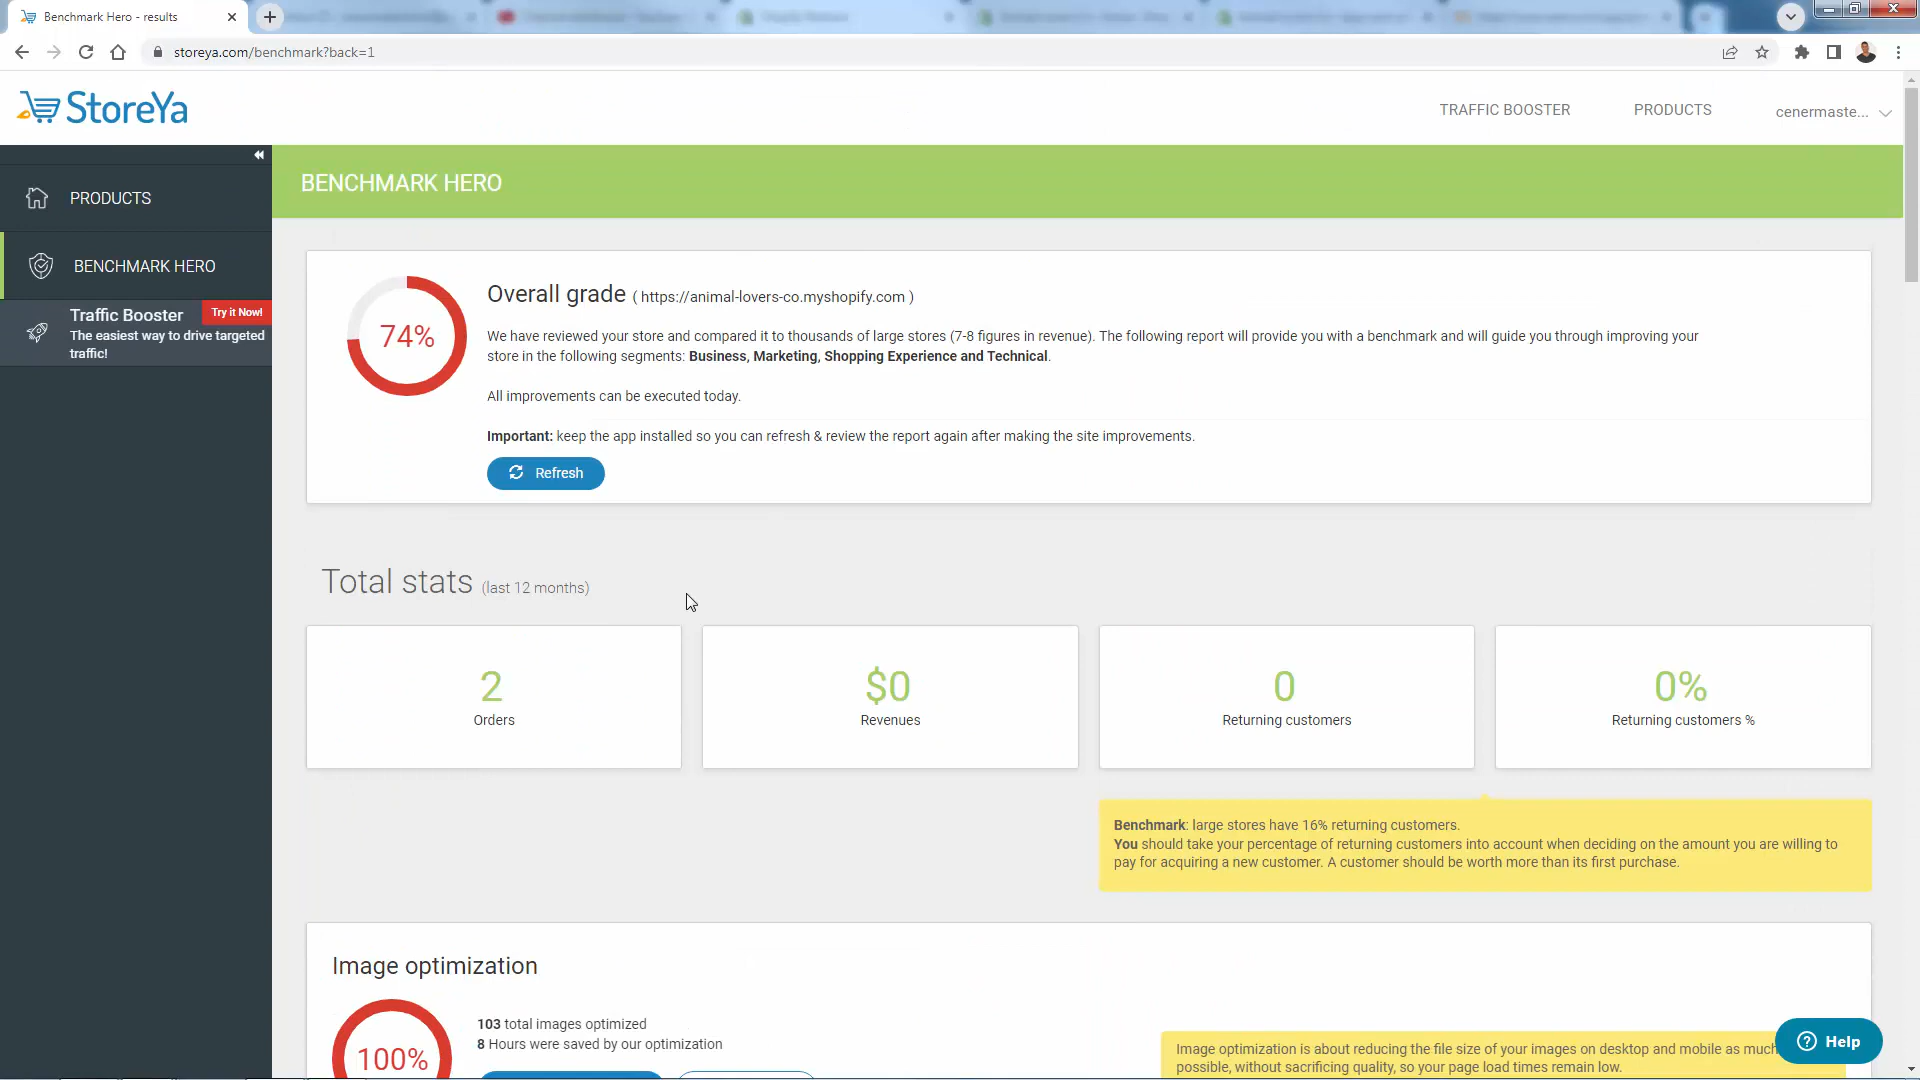 Benchmark Hero - results
storeya.com/benchmark?back=1
StoreYa
TRAFFIC BOOSTER
PRODUCTS
cenermaste...
PRODUCTS
BENCHMARK HERO
Traffic Booster
Try it Now!
The easiest way to drive targeted
traffic!
BENCHMARK HERO
74%
Overall grade ( https://animal-lovers-co.myshopify.com )
We have reviewed your store and compared it to thousands of large stores (7-8 figures in revenue). The following report will provide you with a benchmark and will guide you through improving your
store in the following segments: Business, Marketing, Shopping Experience and Technical.
All improvements can be executed today.
Important: keep the app installed so you can refresh & review the report again after making the site improvements.
Refresh
Total stats (last 12 months)
2
Orders
$0
Revenues
0
Returning customers
0%
Returning customers %
Benchmark: large stores have 16% returning customers.
You should take your percentage of returning customers into account when deciding on the amount you are willing to
pay for acquiring a new customer. A customer should be worth more than its first purchase.
Image optimization
100%
103 total images optimized
8 Hours were saved by our optimization
Image optimization is about reducing the file size of your images on desktop and mobile as much
possible, without sacrificing quality, so your page load times remain low.
Help